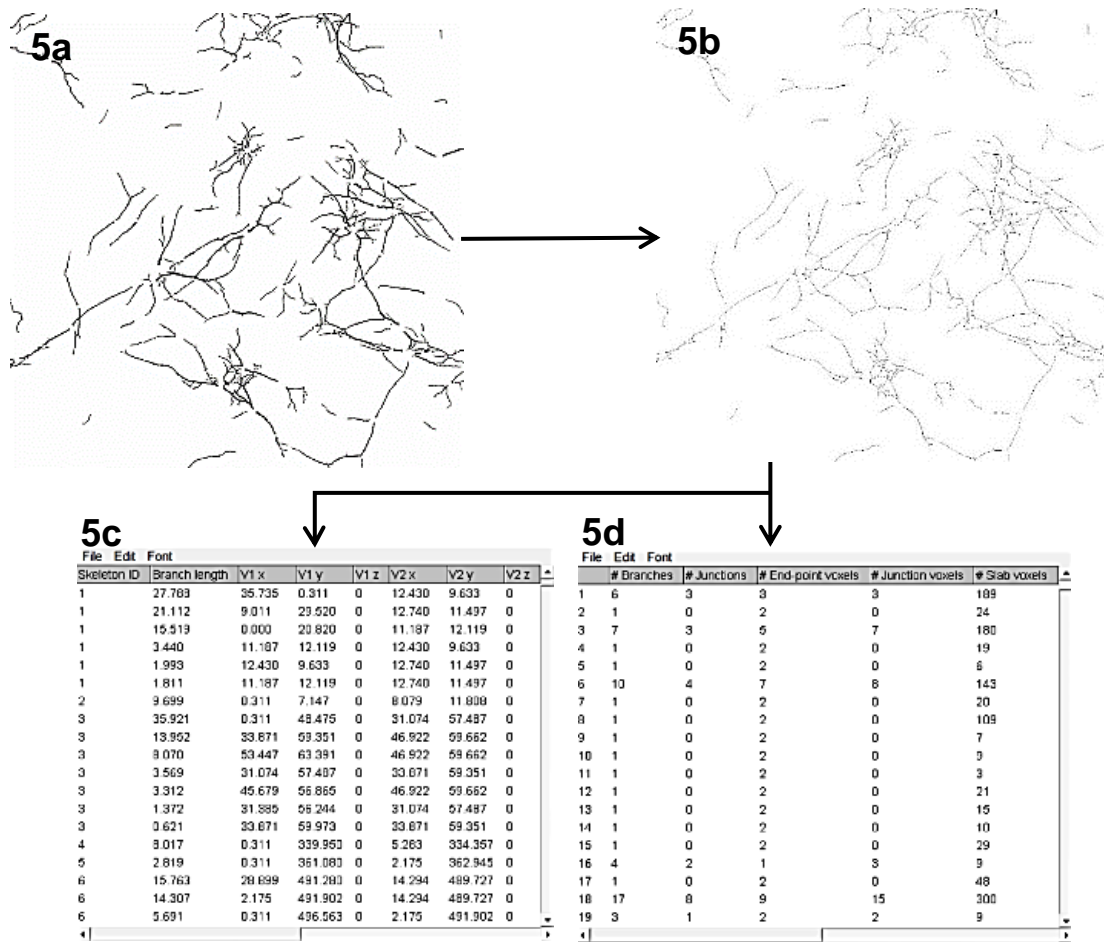 5a
5b
5c
File Edit Font
Skeleton ID Branch length V1 x V1 y V1 z V2 x V2 y V2 z
1 27.788 35.735 0.311 0 12.430 9.633 0
1 21.112 9.011 29.520 0 12.740 11.497 0
1 15.519 0.000 20.820 0 11.187 12.119 0
1 3.440 11.187 12.119 0 12.430 9.633 0
1 1.993 12.430 9.633 0 12.740 11.497 0
1 1.811 11.187 12.119 0 12.740 11.497 0
2 9.699 0.311 7.147 0 8.079 11.808 0
3 35.921 0.311 48.475 0 31.074 57.487 0
3 13.952 33.871 59.351 0 46.922 59.662 0
3 8.070 53.447 63.391 0 46.922 59.662 0
3 3.569 31.074 57.487 0 33.871 59.351 0
3 3.312 45.679 56.865 0 46.922 59.662 0
3 1.372 31.385 56.244 0 31.074 57.487 0
3 0.621 33.871 59.973 0 33.871 59.351 0
4 8.017 0.311 339.950 0 5.283 334.357 0
5 2.819 0.311 361.080 0 2.175 362.945 0
6 15.763 28.899 491.280 0 14.294 489.727 0
6 14.307 2.175 491.902 0 14.294 489.727 0
6 5.691 0.311 496.563 0 2.175 491.902 0
5d
File Edit Font
# Branches # Junctions # End-point voxels # Junction voxels # Slab voxels
1 6 3 3 3 189
2 1 0 2 0 24
3 7 3 5 7 180
4 1 0 2 0 19
5 1 0 2 0 6
6 10 4 7 8 143
7 1 0 2 0 20
8 1 0 2 0 109
9 1 0 2 0 7
10 1 0 2 0 9
11 1 0 2 0 3
12 1 0 2 0 21
13 1 0 2 0 15
14 1 0 2 0 10
15 1 0 2 0 29
16 4 2 1 3 9
17 1 0 2 0 48
18 17 8 9 15 300
19 3 1 2 2 9